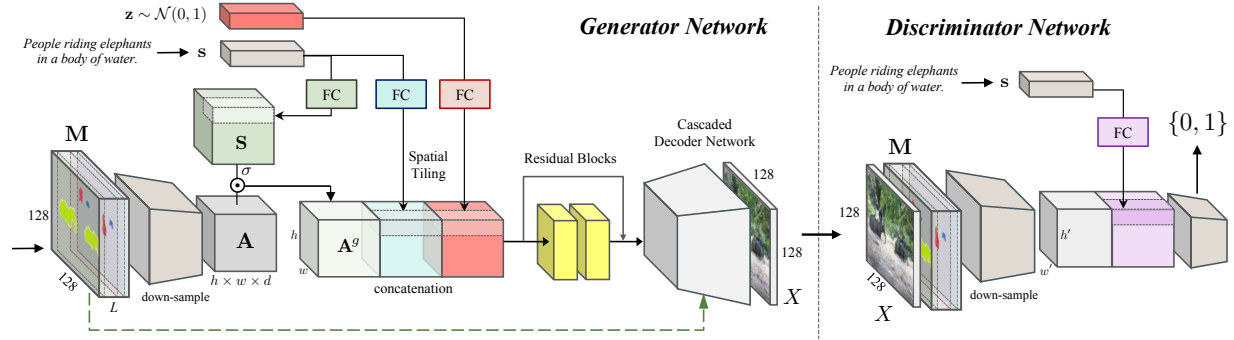 z ∼ N(0, 1)
Generator Network
Discriminator Network
People riding elephants
in a body of water.
s
FC
FC
FC
S
σ
Spatial
Tiling
M
128
128
L
down-sample
A
h × w × d
h
w
A^g
concatenation
Residual Blocks
Cascaded
Decoder Network
128
128
X
People riding elephants
in a body of water.
s
FC
{0, 1}
M
128
128
X
down-sample
h′
w′